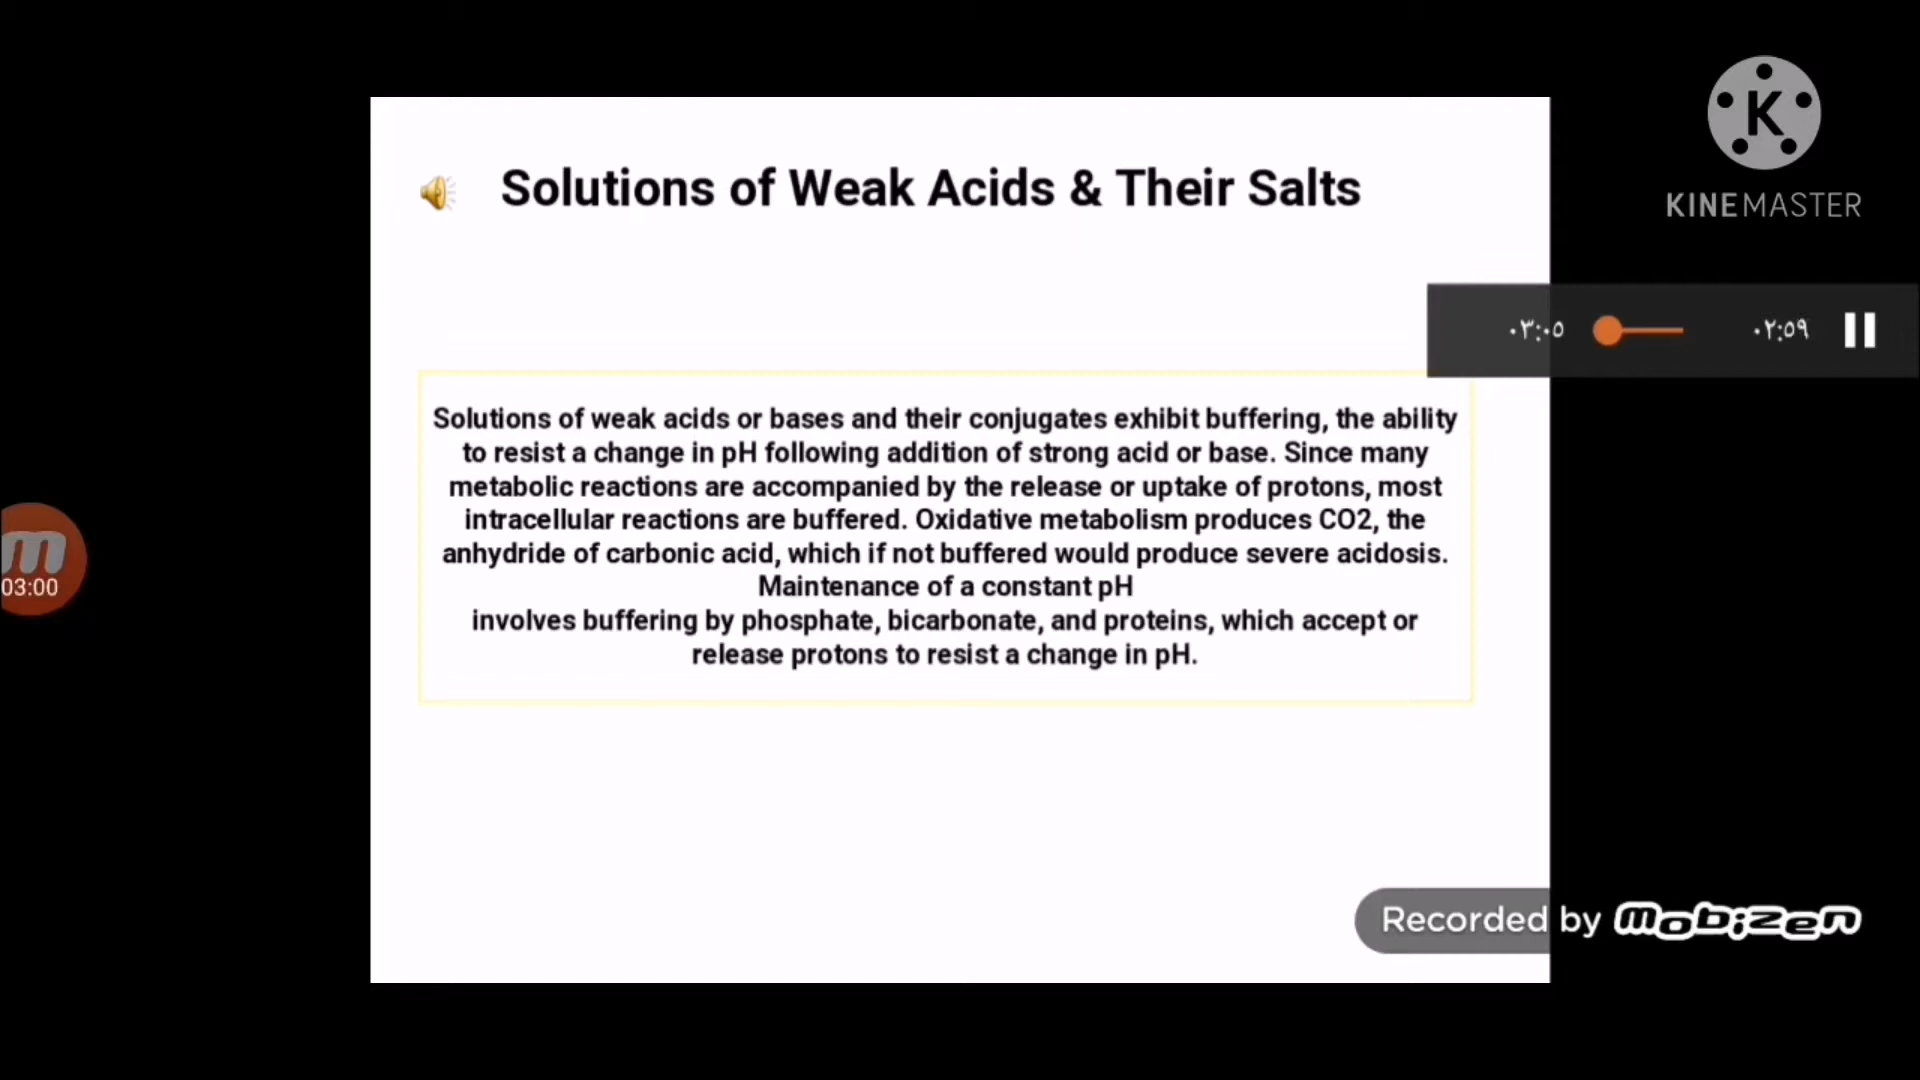 K
KINEMASTER
Solutions of Weak Acids & Their Salts
۰۳:۰۵
۰۲:۵۹
Solutions of weak acids or bases and their conjugates exhibit buffering, the ability
to resist a change in pH following addition of strong acid or base. Since many
metabolic reactions are accompanied by the release or uptake of protons, most
intracellular reactions are buffered. Oxidative metabolism produces CO2, the
anhydride of carbonic acid, which if not buffered would produce severe acidosis.
Maintenance of a constant pH
involves buffering by phosphate, bicarbonate, and proteins, which accept or
release protons to resist a change in pH.
m
03:00
Recorded by mobizen